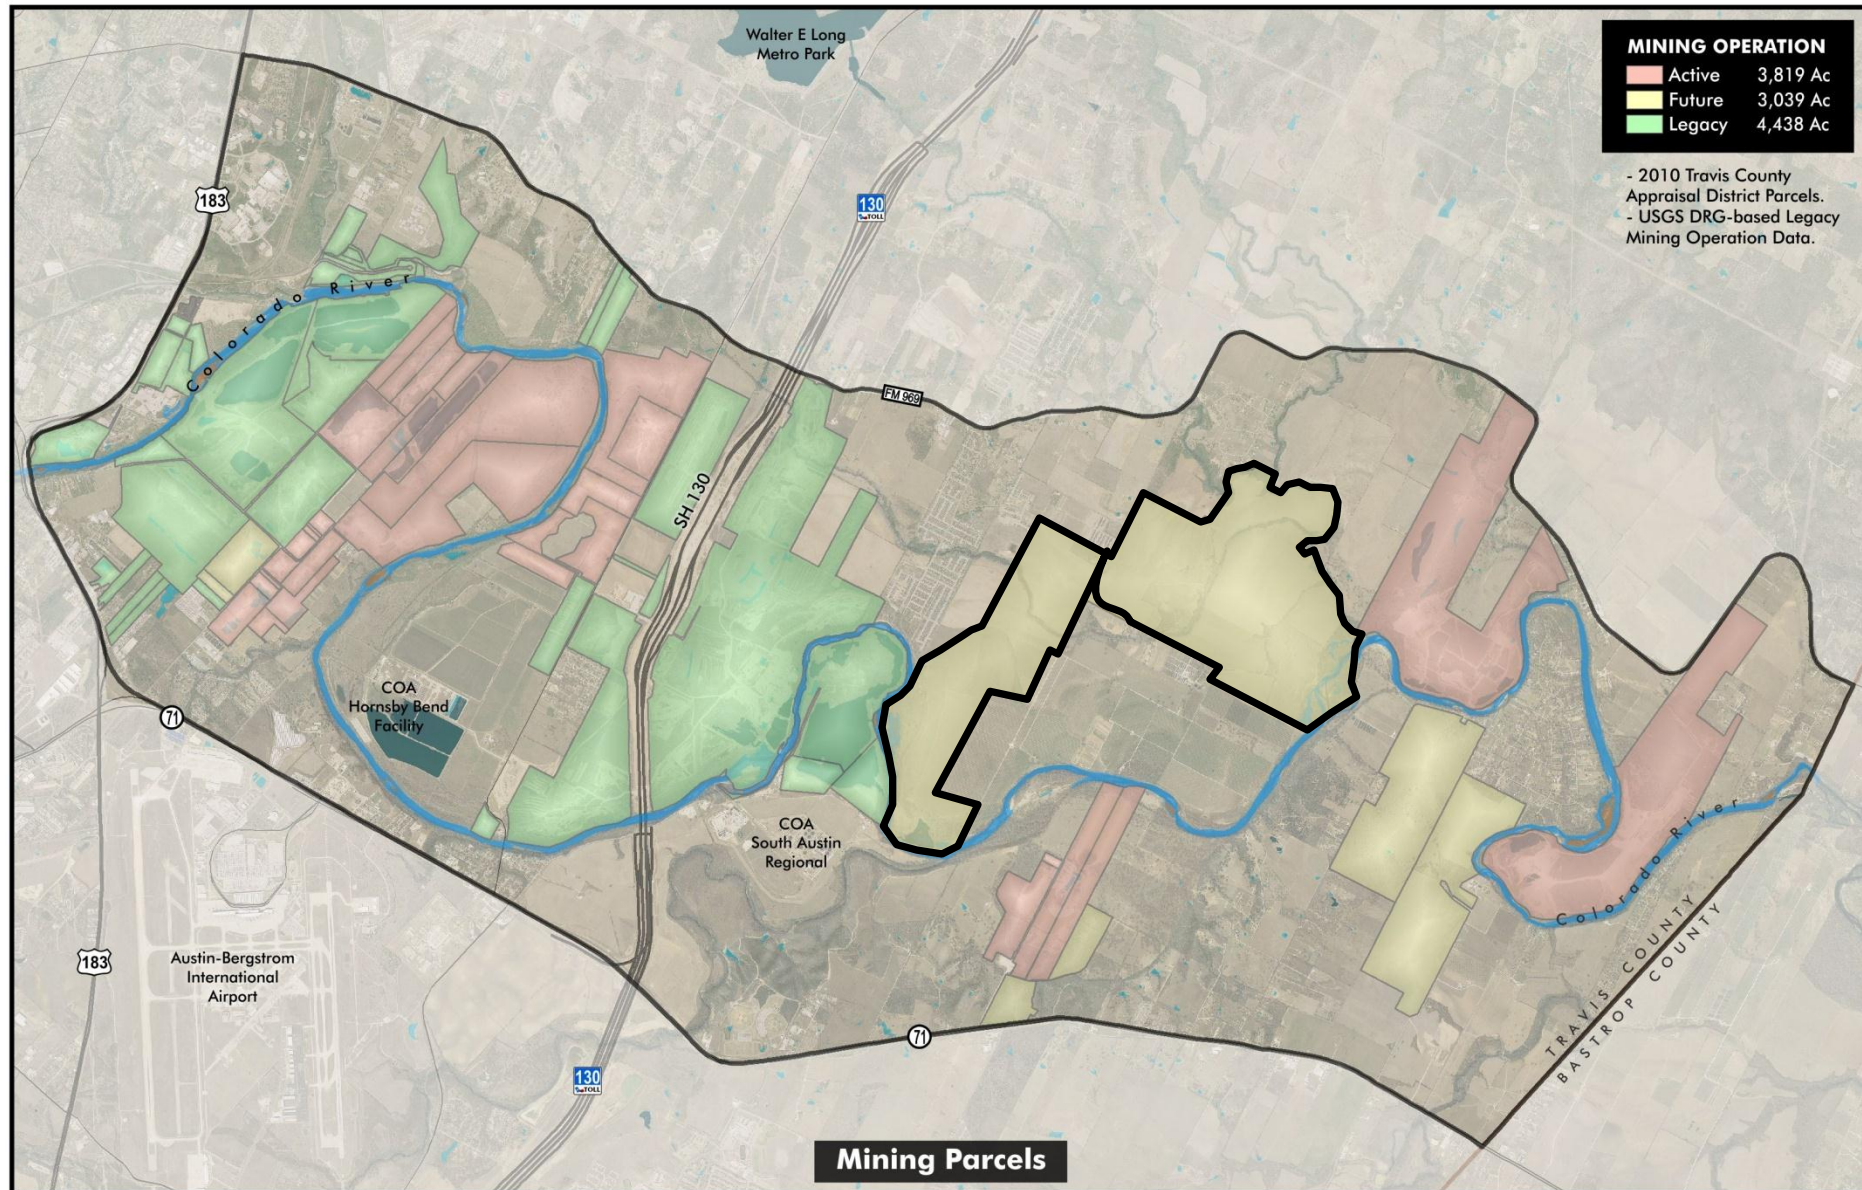 Walter E Long
Metro Park
MINING OPERATION
Active 3,819 Ac
Future 3,039 Ac
Legacy 4,438 Ac
- 2010 Travis County
Appraisal District Parcels.
- USGS DRG-based Legacy
Mining Operation Data.
183
130
TOLL
Colorado River
FM 969
SH 130
COA
Hornsby Bend
Facility
71
COA
South Austin
Regional
Colorado River
TRAVIS COUNTY
BASTROP COUNTY
183
Austin-Bergstrom
International
Airport
71
130
TOLL
Mining Parcels